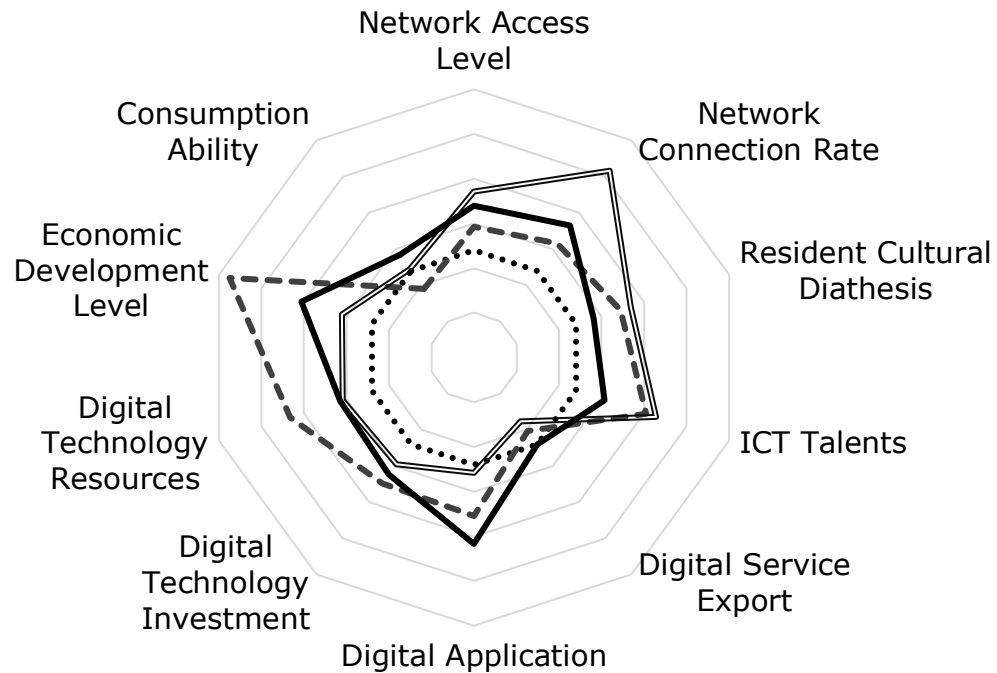 Network Access
Level
Network
Connection Rate
Resident Cultural
Diathesis
ICT Talents
Digital Service
Export
Digital Application
Digital
Technology
Investment
Digital
Technology
Resources
Economic
Development
Level
Consumption
Ability